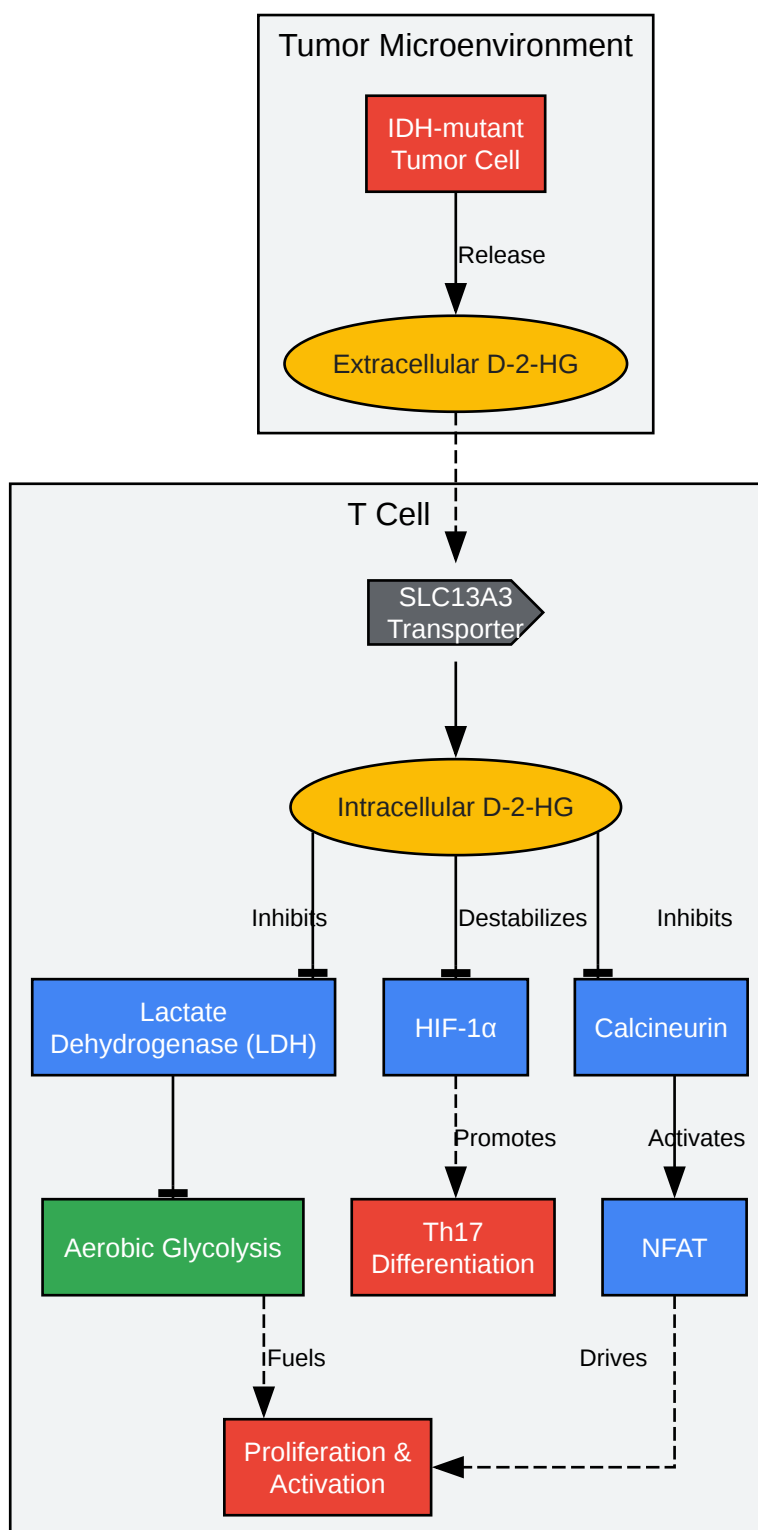 Tumor Microenvironment
IDH-mutant
Tumor Cell
Release
Extracellular D-2-HG
T Cell
SLC13A3
Transporter
Intracellular D-2-HG
Inhibits
Destabilizes
Inhibits
Lactate
Dehydrogenase (LDH)
HIF-1α
Calcineurin
Promotes
Activates
Aerobic Glycolysis
Th17
Differentiation
NFAT
Fuels
Drives
Proliferation &
Activation